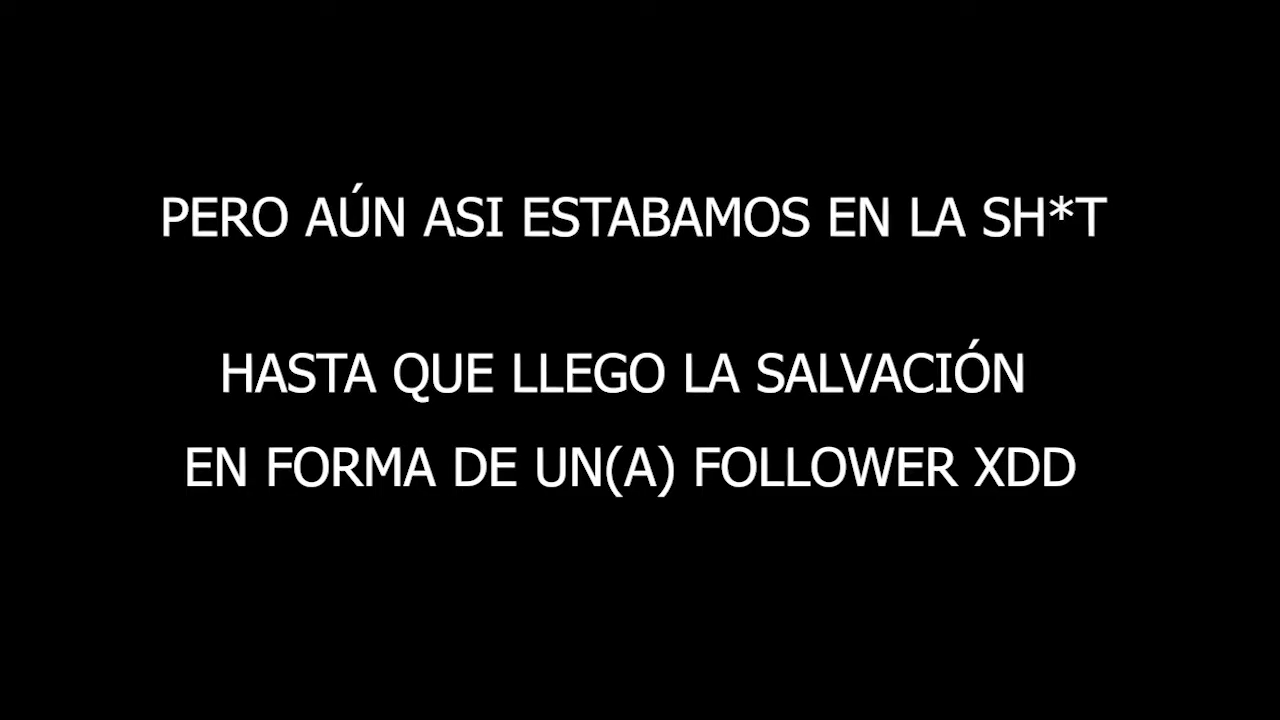 PERO AÚN ASI ESTABAMOS EN LA SH*T
HASTA QUE LLEGO LA SALVACIÓN
EN FORMA DE UN(A) FOLLOWER XDD